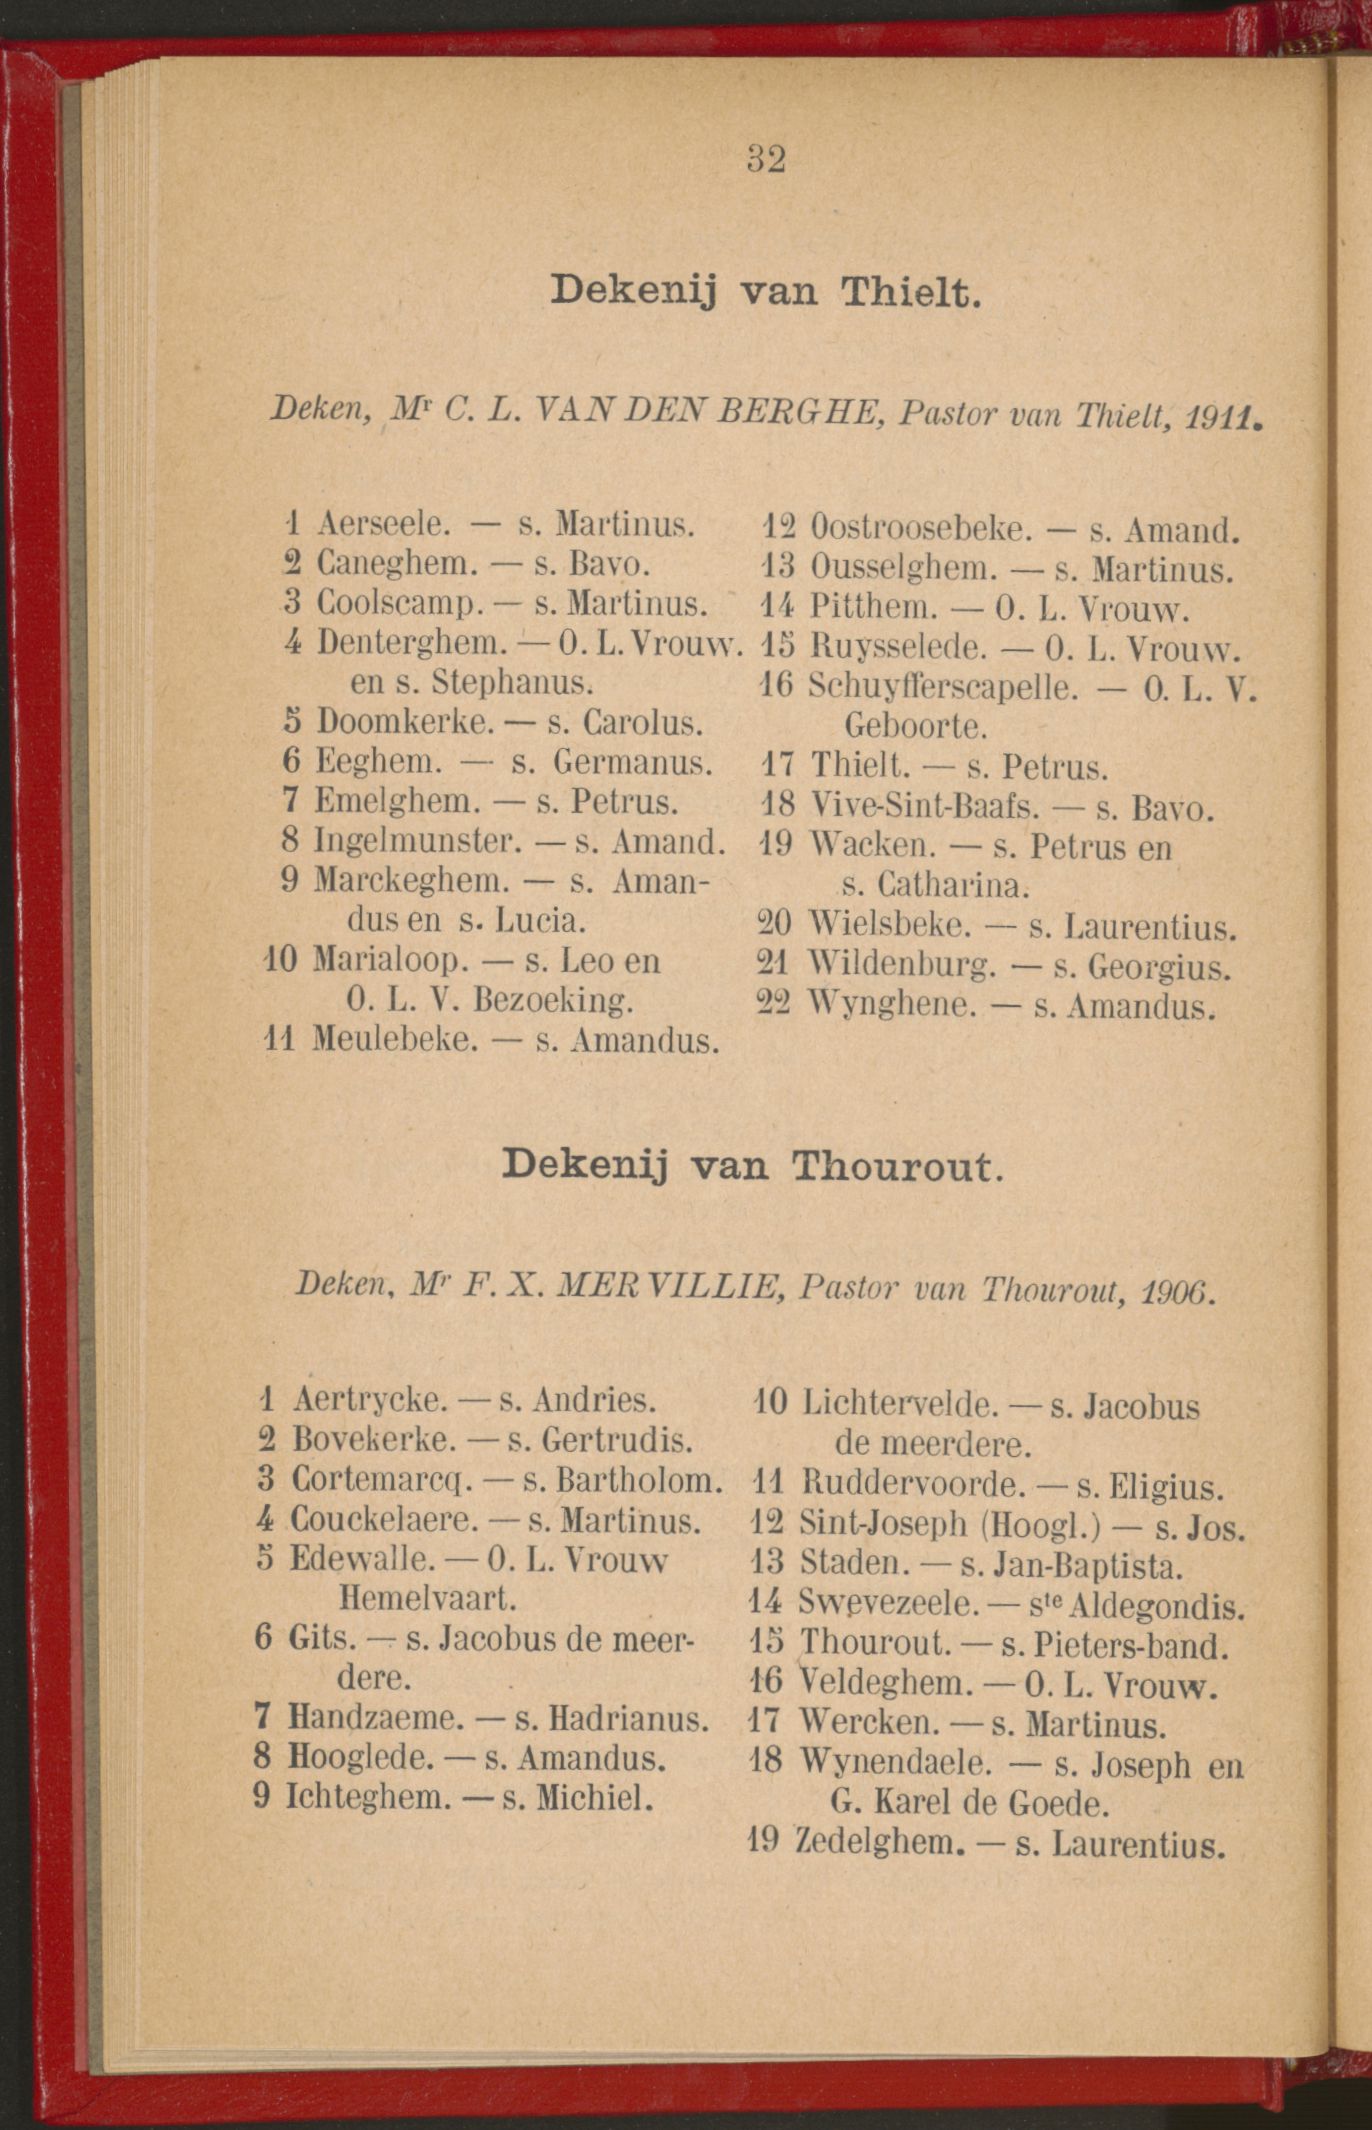 32
Dekenij van Thielt.
Deken, Mr C. L. VAN DEN BERGHE, Pastor van Thielt, 1911.
1 Aerseele. — s. Martinus.
2 Caneghem. — s. Bavo.
3 Coolscamp. — s. Martinus.
4 Denterghem. — O. L. Vrouw.
en s. Stephanus.
5 Doomkerke. — s. Carolus.
6 Eeghem. — s. Germanus.
7 Emelghem. — s. Petrus.
8 Ingelmunster. — s. Amand.
9 Marckeghem. — s. Aman-
dus en s. Lucia.
10 Marialoop. — s. Leo en
O. L. V. Bezoeking.
11 Meulebeke. — s. Amandus.
12 Oostroosebeke. — s. Amand.
13 Ousselghem. — s. Martinus.
14 Pitthem. — O. L. Vrouw.
15 Ruysselede. — O. L. Vrouw.
16 Schuyfferscapelle. — O. L. V.
Geboorte.
17 Thielt. — s. Petrus.
18 Vive-Sint-Baafs. — s. Bavo.
19 Wacken. — s. Petrus en
s. Catharina.
20 Wielsbeke. — s. Laurentius.
21 Wildenburg. — s. Georgius.
22 Wynghene. — s. Amandus.
Dekenij van Thourout.
Deken, Mr F. X. MERVILLIE, Pastor van Thourout, 1906.
1 Aertrycke. — s. Andries.
2 Bovekerke. — s. Gertrudis.
3 Cortemarcq. — s. Bartholom.
4 Couckelaere. — s. Martinus.
5 Edewalle. — O. L. Vrouw
Hemelvaart.
6 Gits. — s. Jacobus de meer-
dere.
7 Handzaeme. — s. Hadrianus.
8 Hooglede. — s. Amandus.
9 Ichteghem. — s. Michiel.
10 Lichtervelde. — s. Jacobus
de meerdere.
11 Ruddervoorde. — s. Eligius.
12 Sint-Joseph (Hoogl.) — s. Jos.
13 Staden. — s. Jan-Baptista.
14 Swevezeele. — ste Aldegondis.
15 Thourout. — s. Pieters-band.
16 Veldeghem. — O. L. Vrouw.
17 Wercken. — s. Martinus.
18 Wynendaele. — s. Joseph en
G. Karel de Goede.
19 Zedelghem. — s. Laurentius.